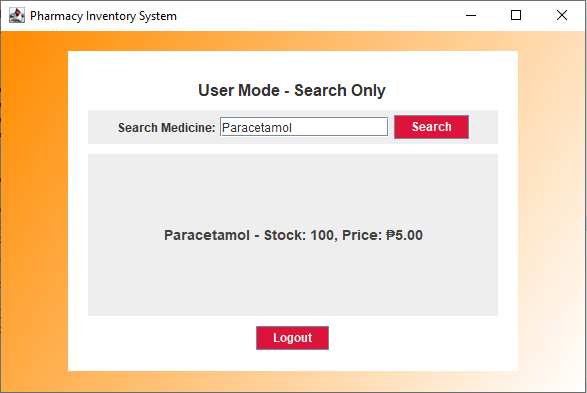 Pharmacy Inventory System
User Mode - Search Only
Search Medicine: Paracetamol Search
Paracetamol - Stock: 100, Price: ₱5.00
Logout